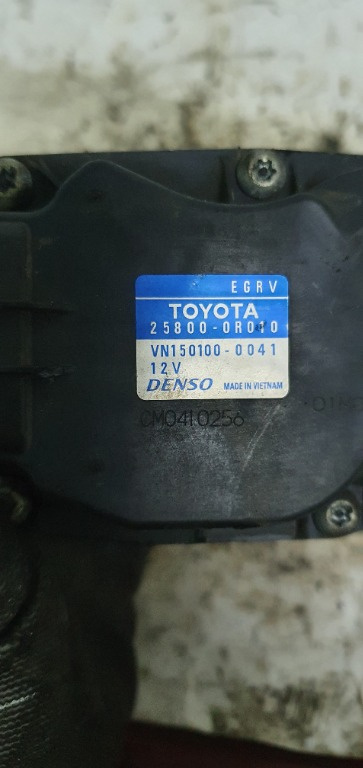 EGRV
TOYOTA
25800-0R010
VN150100-0041
12V
DENSO MADE IN VIETNAM
CM0410256